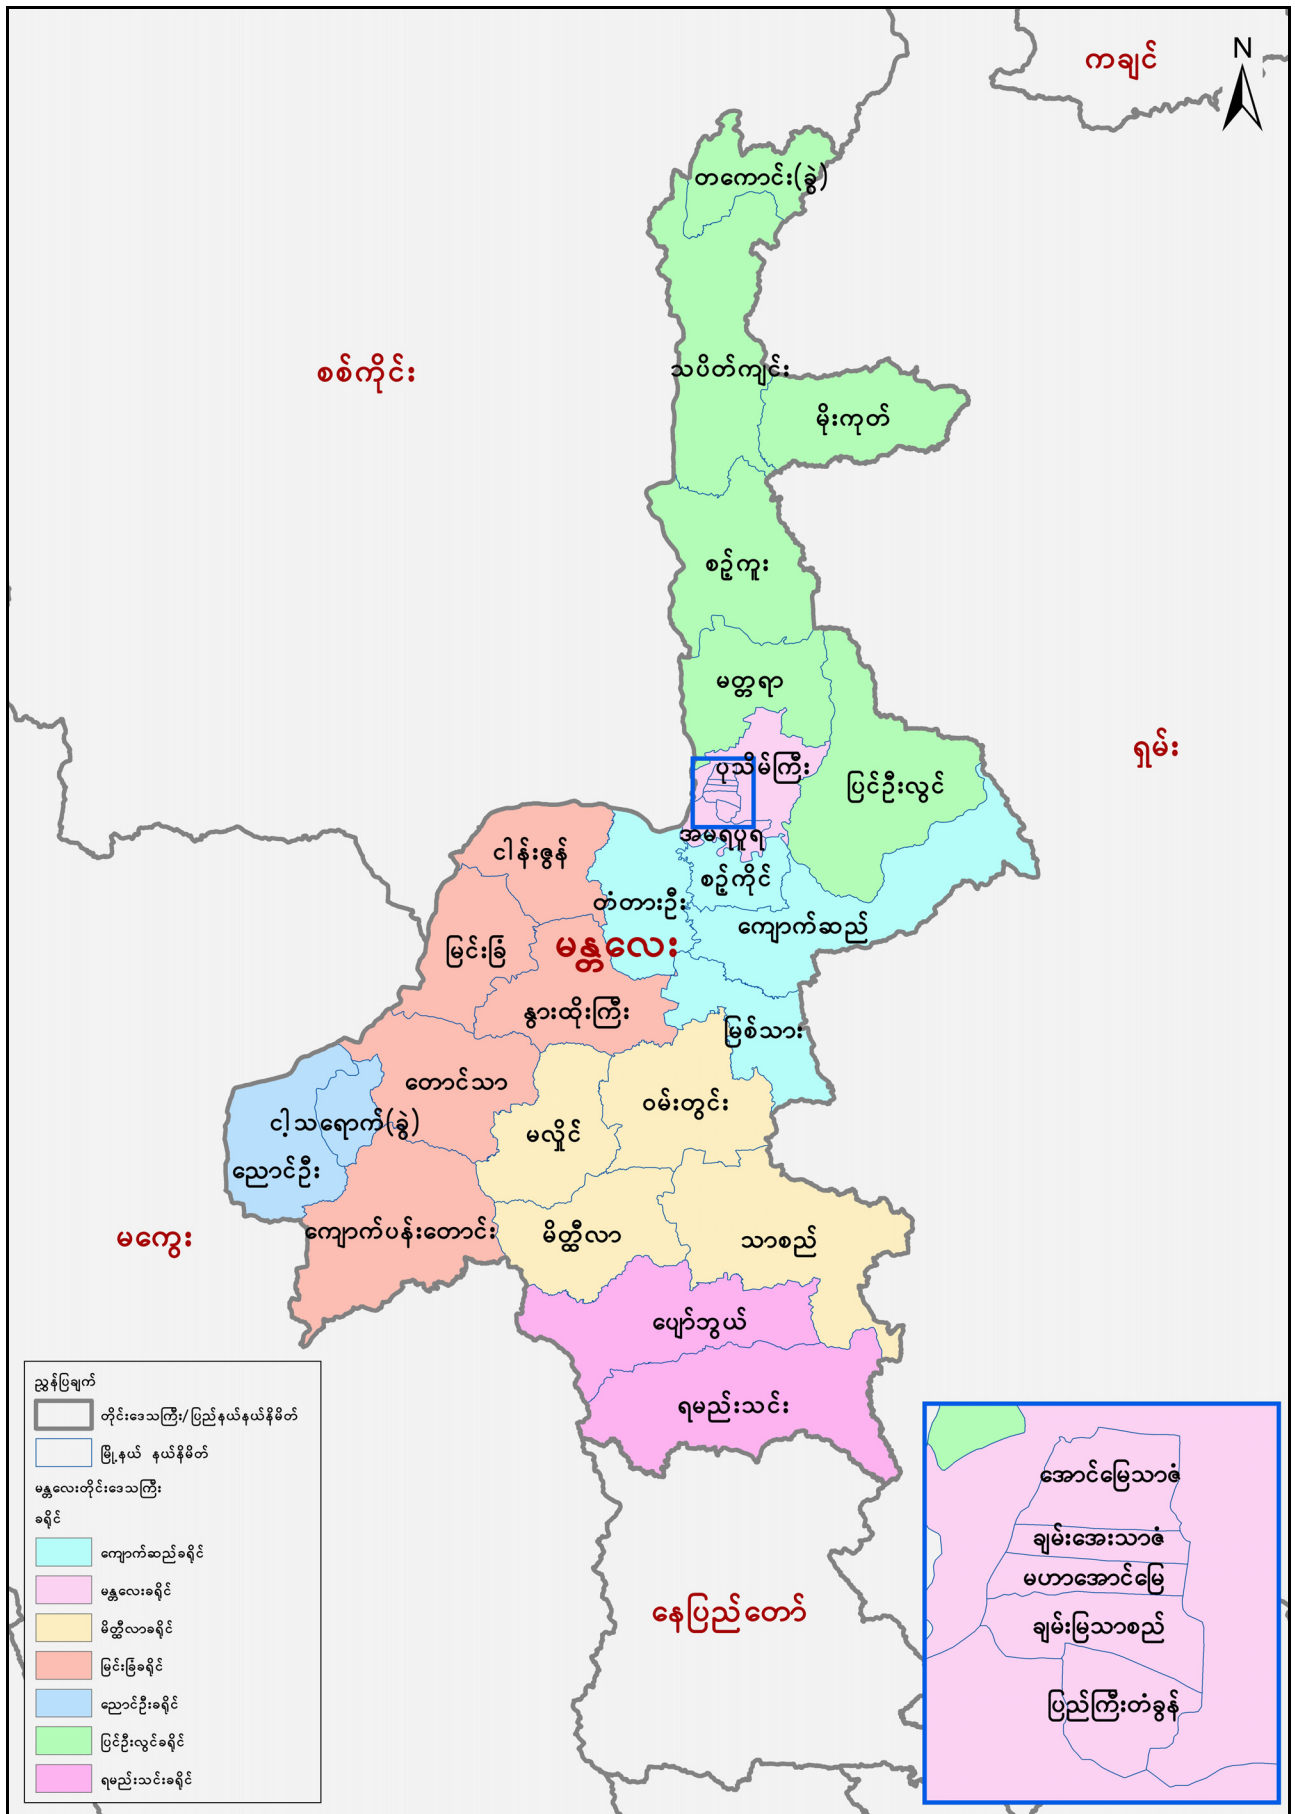 ကချင်
N
တကောင်း(ခွဲ)
သပိတ်ကျင်း
စစ်ကိုင်း
မိုးကုတ်
စဉ့်ကူး
မတ္တရာ
ရှမ်း
ပုသိမ်ကြီး
ပြင်ဦးလွင်
အမရပူရ
ငါန်းဇွန်
စဉ့်ကိုင်
တံတားဦး
ကျောက်ဆည်
မြင်းခြံ
မန္တလေး
နွားထိုးကြီး
မြစ်သား
တောင်သာ
ဝမ်းတွင်း
ငါ့သရောက်(ခွဲ)
မလှိုင်
ညောင်ဦး
မကွေး
ကျောက်ပန်းတောင်း
မိတ္ထီလာ
သာစည်
ပျော်ဘွယ်
ရမည်းသင်း
နေပြည်တော်
ညွှန်ပြချက်
တိုင်းဒေသကြီး/ပြည်နယ်နယ်နိမိတ်
မြို့နယ် နယ်နိမိတ်
မန္တလေးတိုင်းဒေသကြီး
ခရိုင်
ကျောက်ဆည်ခရိုင်
မန္တလေးခရိုင်
မိတ္ထီလာခရိုင်
မြင်းခြံခရိုင်
ညောင်ဦးခရိုင်
ပြင်ဦးလွင်ခရိုင်
ရမည်းသင်းခရိုင်
အောင်မြေသာဇံ
ချမ်းအေးသာဇံ
မဟာအောင်မြေ
ချမ်းမြသာစည်
ပြည်ကြီးတံခွန်